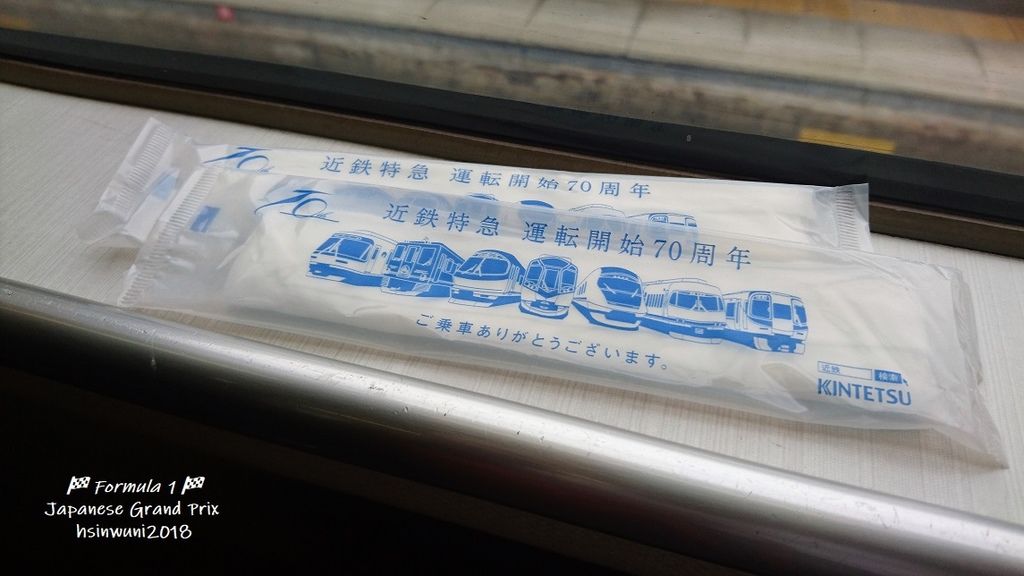 70th 近鉄特急 運転開始70周年
70th 近鉄特急 運転開始70周年
ご乗車ありがとうございます。
近鉄 検索
KINTETSU
🏁 Formula 1 🏁
Japanese Grand Prix
hsinwuni2018